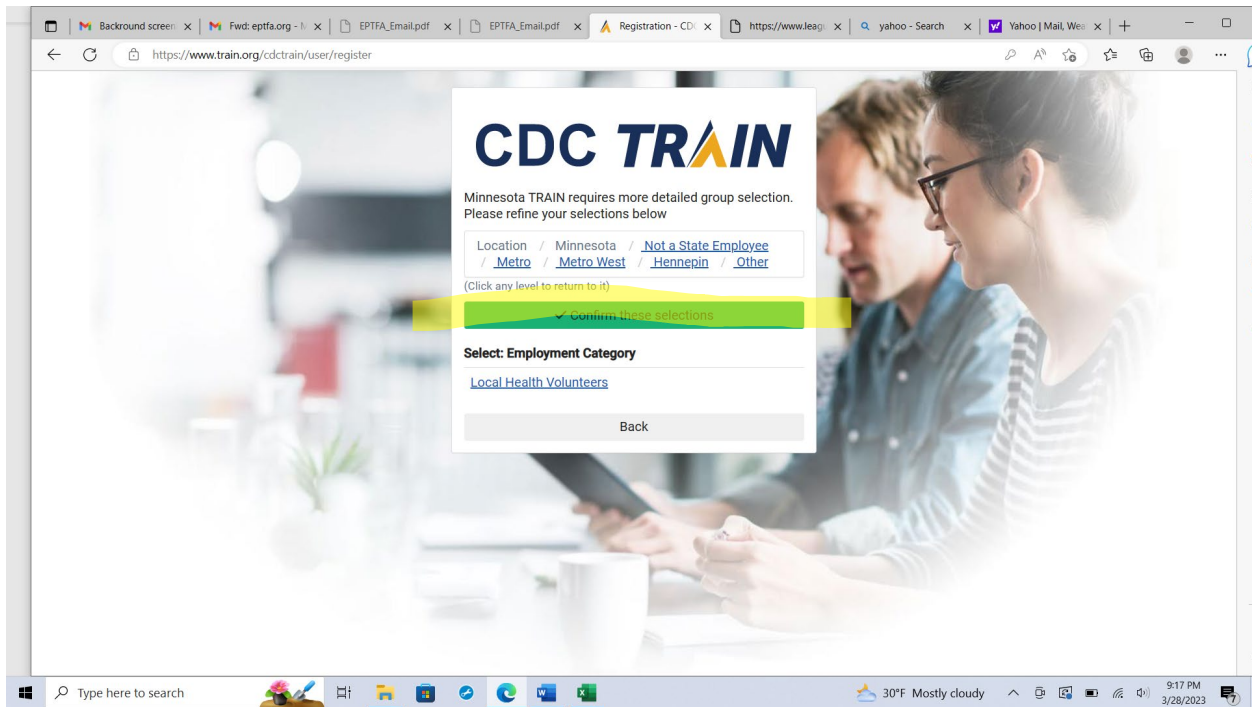 Backround screen
Fwd: eptfa.org - M
EPTFA_Email.pdf
EPTFA_Email.pdf
Registration - CDC
https://www.leagu
yahoo - Search
Yahoo | Mail, Wea
https://www.train.org/cdctrain/user/register
CDC TRAIN
Minnesota TRAIN requires more detailed group selection.
Please refine your selections below
Location / Minnesota / Not a State Employee
/ Metro / Metro West / Hennepin / Other
(Click any level to return to it)
✓ Confirm these selections
Select: Employment Category
Local Health Volunteers
Back
Type here to search
30°F Mostly cloudy
9:17 PM
3/28/2023
7